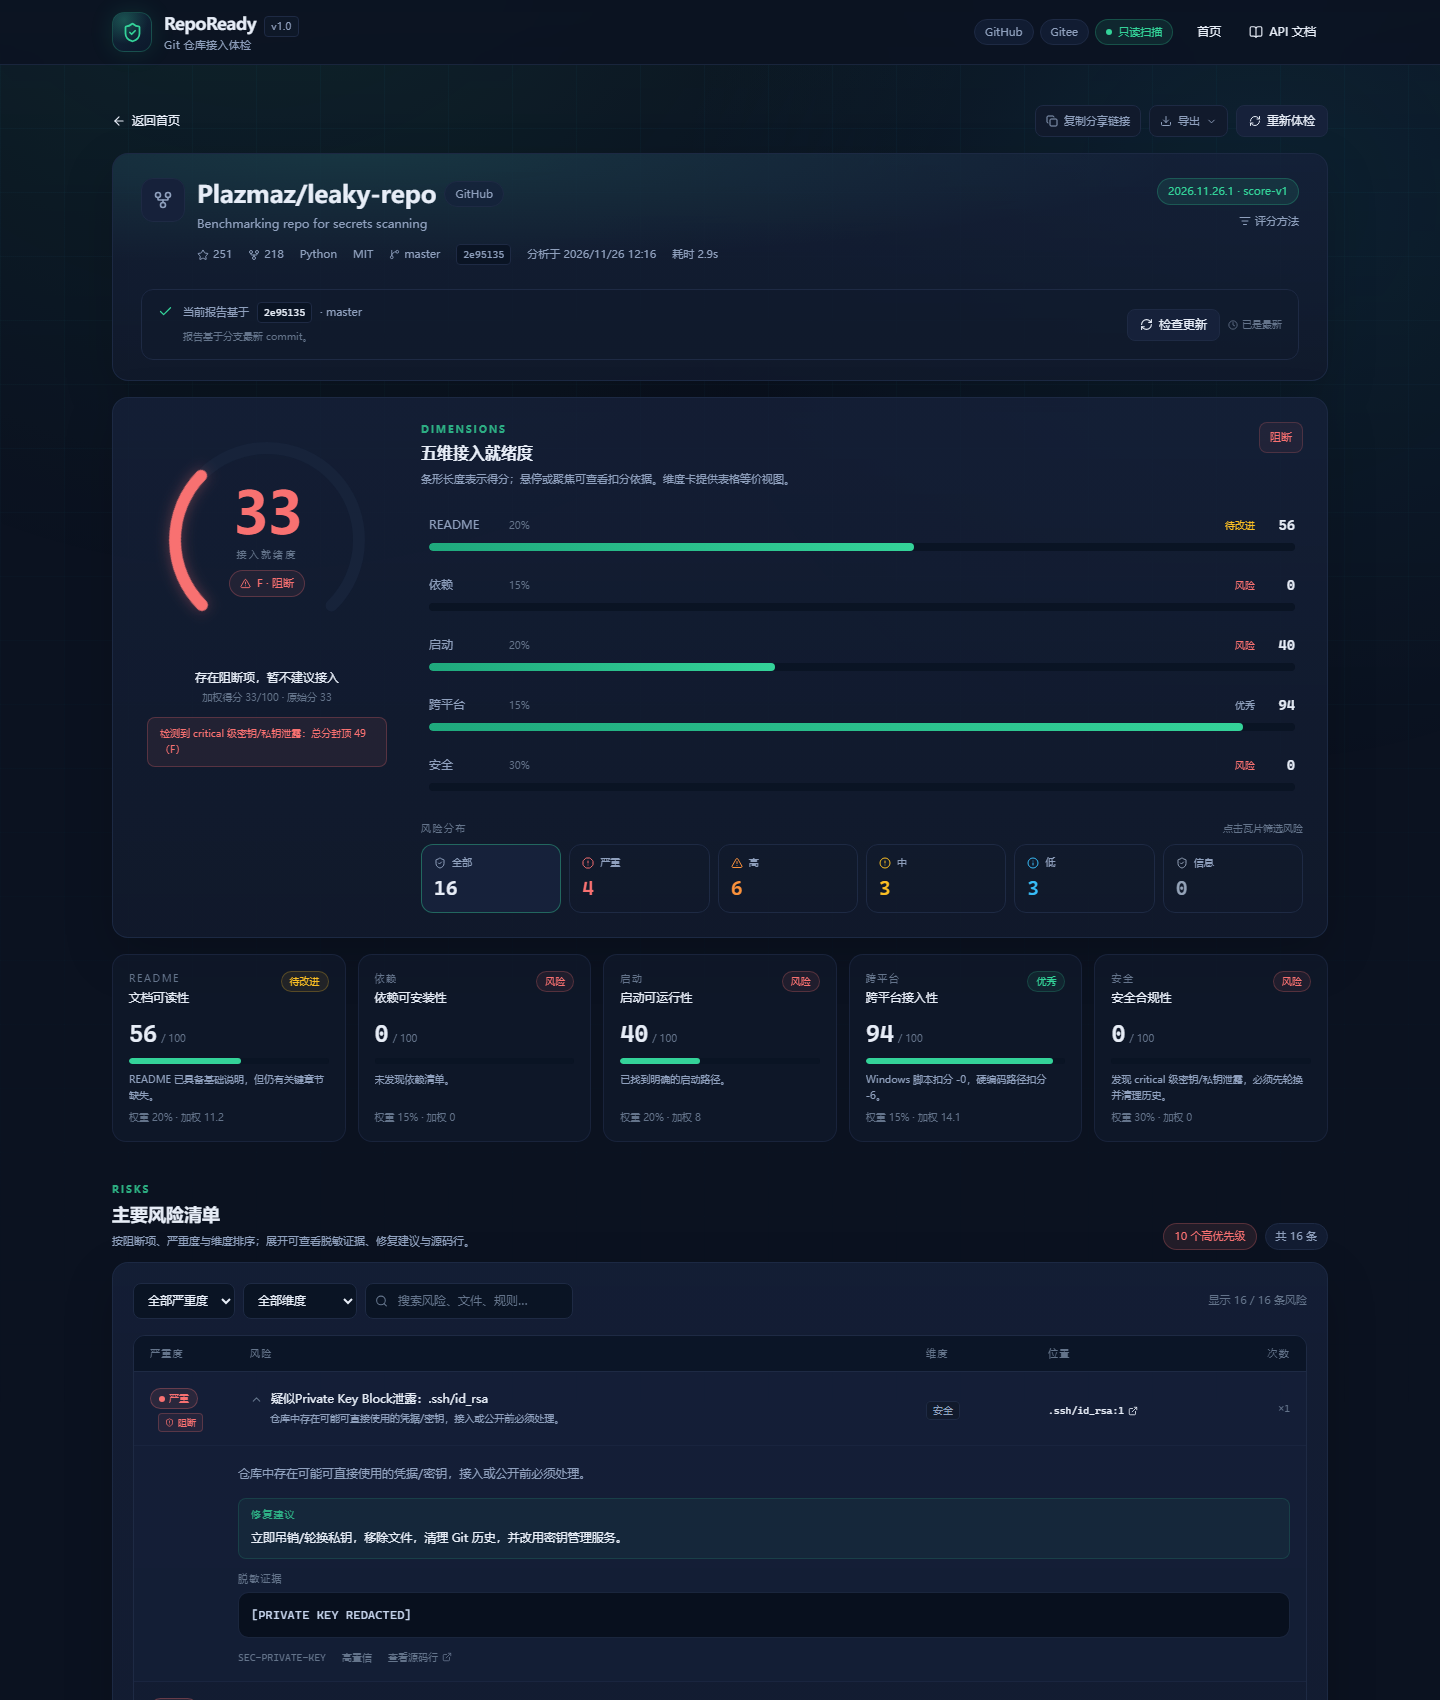 RepoReady v1.0
Git 仓库接入体检
GitHub Gitee 只读扫描 首页 API 文档
返回首页
复制分享链接 导出 重新体检
Plazmaz/leaky-repo GitHub
Benchmarking repo for secrets scanning
251 218 Python MIT master 2e95135 分析于 2026/11/26 12:16 耗时 2.9s
2026.11.26.1 · score-v1
评分方法
当前报告基于 2e95135 · master
报告基于分支最新 commit。
检查更新 已是最新
33
接入就绪度
F · 阻断
存在阻断项，暂不建议接入
加权得分 33/100 · 原始分 33
检测到 critical 级密钥/私钥泄露：总分封顶 49
（F）
DIMENSIONS
五维接入就绪度
条形长度表示得分；悬停或聚焦可查看扣分依据。维度卡提供表格等价视图。
阻断
README 20% 待改进 56
依赖 15% 风险 0
启动 20% 风险 40
跨平台 15% 优秀 94
安全 30% 风险 0
风险分布 点击瓦片筛选风险
全部 16
严重 4
高 6
中 3
低 3
信息 0
README 待改进
文档可读性
56 / 100
README 已具备基础说明，但仍有关键章节
缺失。
权重 20% · 加权 11.2
依赖 风险
依赖可安装性
0 / 100
未发现依赖清单。
权重 15% · 加权 0
启动 风险
启动可运行性
40 / 100
已找到明确的启动路径。
权重 20% · 加权 8
跨平台 优秀
跨平台接入性
94 / 100
Windows 脚本扣分 -0，硬编码路径扣分
-6。
权重 15% · 加权 14.1
安全 风险
安全合规性
0 / 100
发现 critical 级密钥/私钥泄露，必须先轮换
并清理历史。
权重 30% · 加权 0
RISKS
主要风险清单
按阻断项、严重度与维度排序；展开可查看脱敏证据、修复建议与源码行。
10 个高优先级 共 16 条
全部严重度 全部维度 搜索风险、文件、规则... 显示 16 / 16 条风险
严重度 风险 维度 位置 次数
严重
阻断
疑似Private Key Block泄露：.ssh/id_rsa
仓库中存在可能可直接使用的凭据/密钥，接入或公开前必须处理。
安全 .ssh/id_rsa:1 ×1
仓库中存在可能可直接使用的凭据/密钥，接入或公开前必须处理。
修复建议
立即吊销/轮换私钥，移除文件，清理 Git 历史，并改用密钥管理服务。
脱敏证据
[PRIVATE KEY REDACTED]
SEC-PRIVATE-KEY 高置信 查看源码行